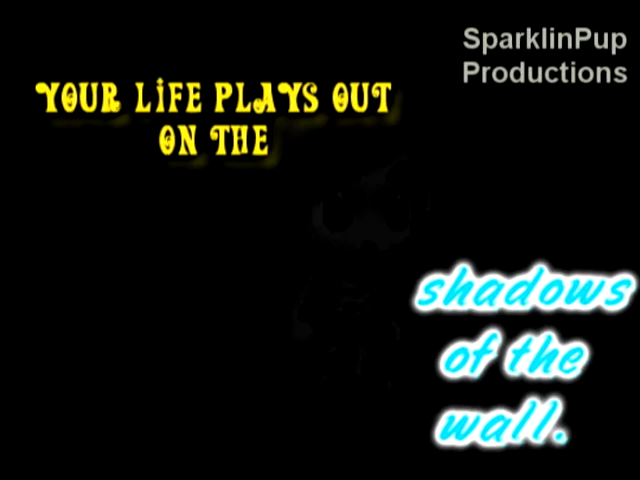 SparklinPup
Productions
YOUR LiFE PLAYS OUT
ON THE
shadows
of the
wall.